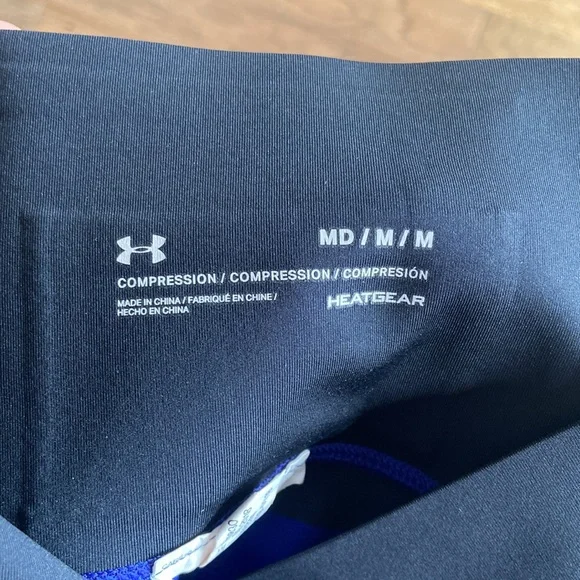 MD / M / M
COMPRESSION / COMPRESSION / COMPRESIÓN
MADE IN CHINA / FABRIQUÉ EN CHINE /
HECHO EN CHINA
HEATGEAR